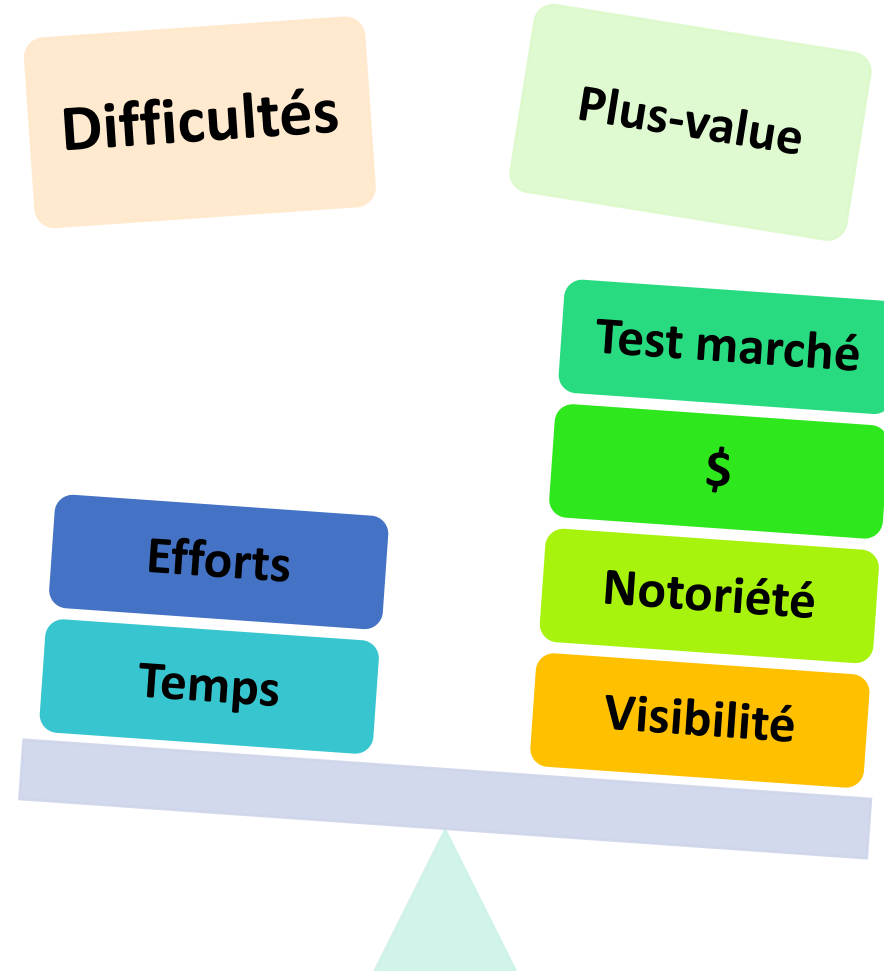 Difficultés
Plus-value
Test marché
$
Notoriété
Visibilité
Efforts
Temps